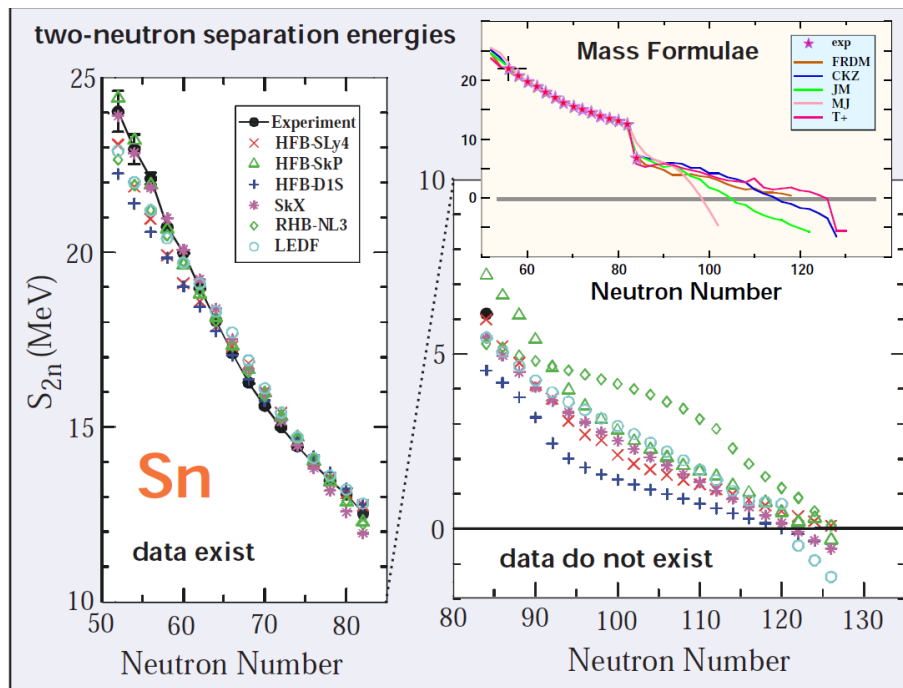 two-neutron separation energies
25
20
15
10
S2n (MeV)
50 60 70 80
Neutron Number
Experiment
HFB-SLy4
HFB-SkP
HFB-D1S
SkX
RHB-NL3
LEDF
Sn
data exist
Mass Formulae
exp
FRDM
CKZ
JM
MJ
T+
20
10
0
60 80 100 120
Neutron Number
10
5
0
data do not exist
80 90 100 110 120 130
Neutron Number